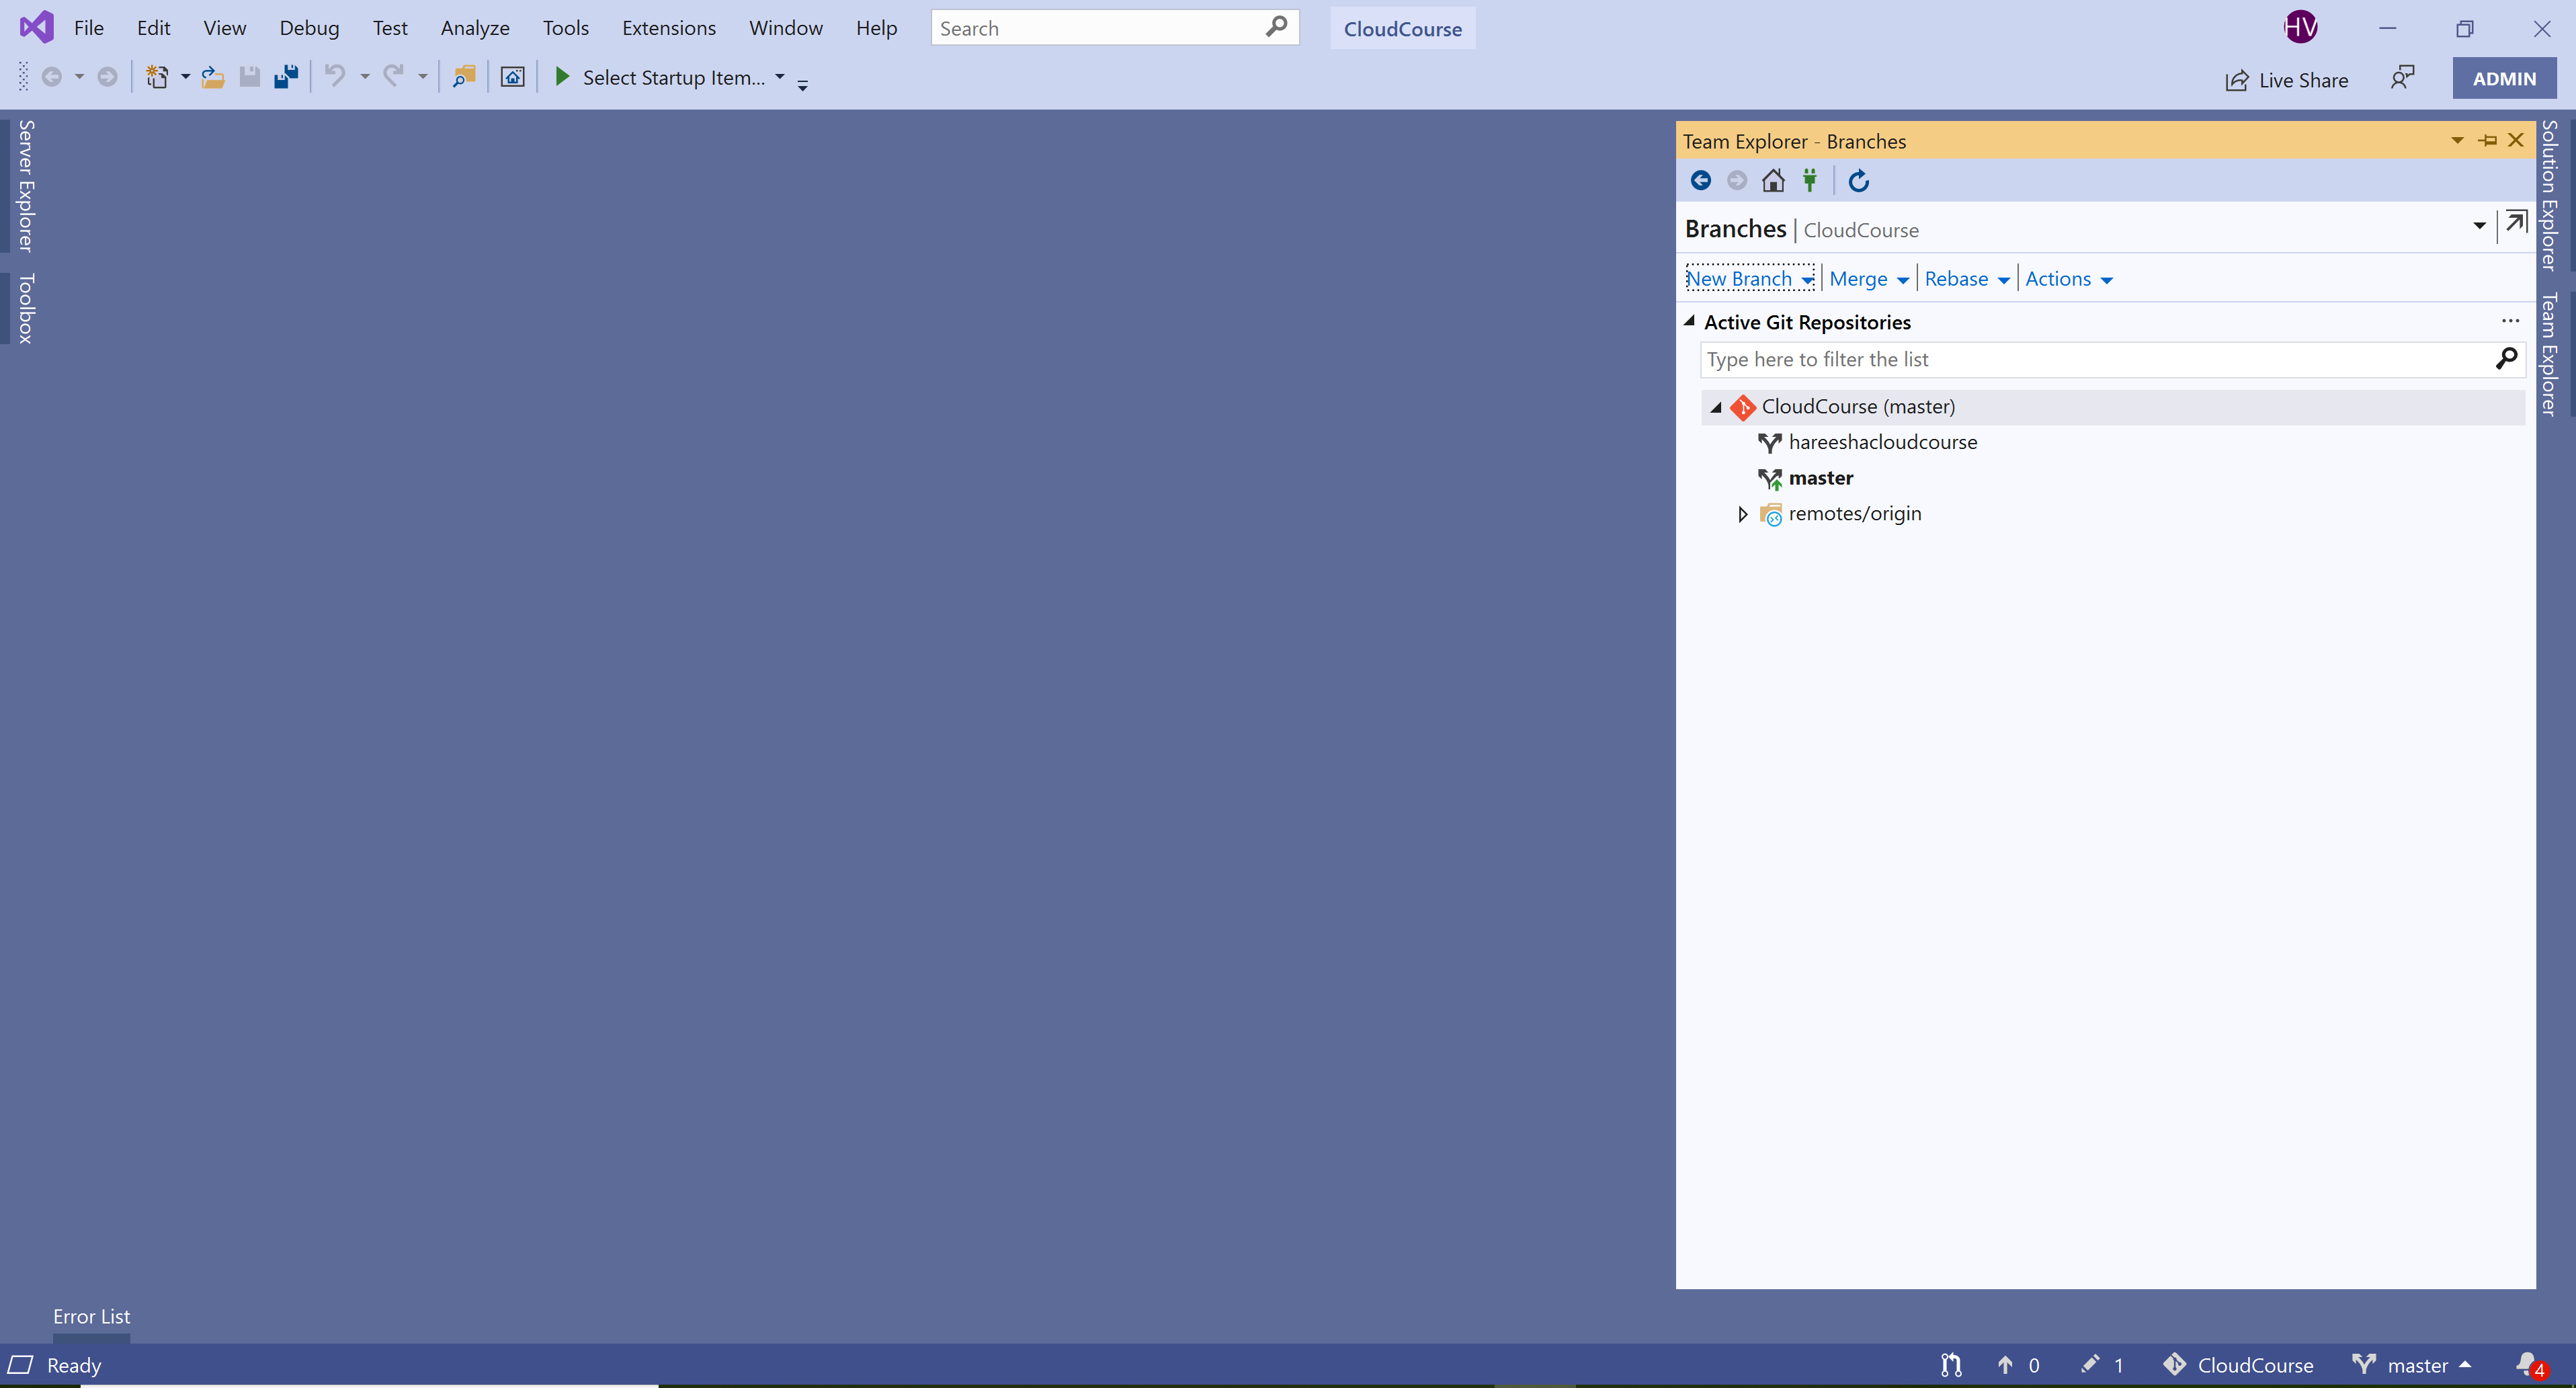 File Edit View Debug Test Analyze Tools Extensions Window Help Search CloudCourse HV
Select Startup Item... Live Share ADMIN
Server Explorer
Toolbox
Team Explorer - Branches
Branches | CloudCourse
New Branch Merge Rebase Actions
Active Git Repositories ...
Type here to filter the list
CloudCourse (master)
hareeshacloudcourse
master
remotes/origin
Solution Explorer
Team Explorer
Error List
Ready 0 1 CloudCourse master 4